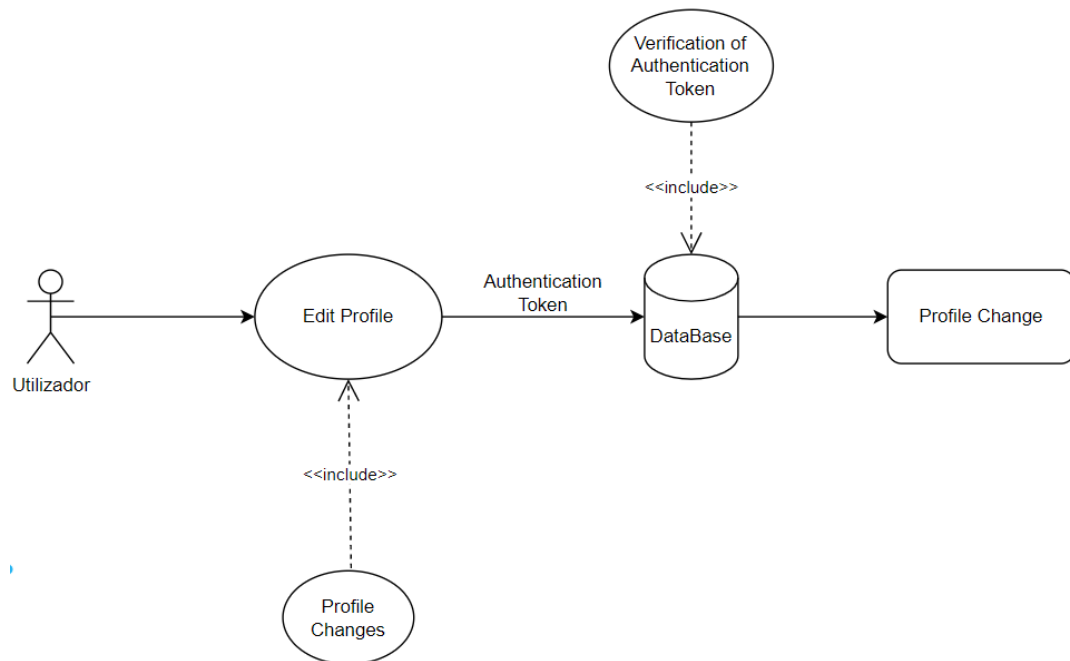 Verification of
Authentication
Token
<<include>>
Authentication
Token
Edit Profile
DataBase
Profile Change
Utilizador
<<include>>
Profile
Changes